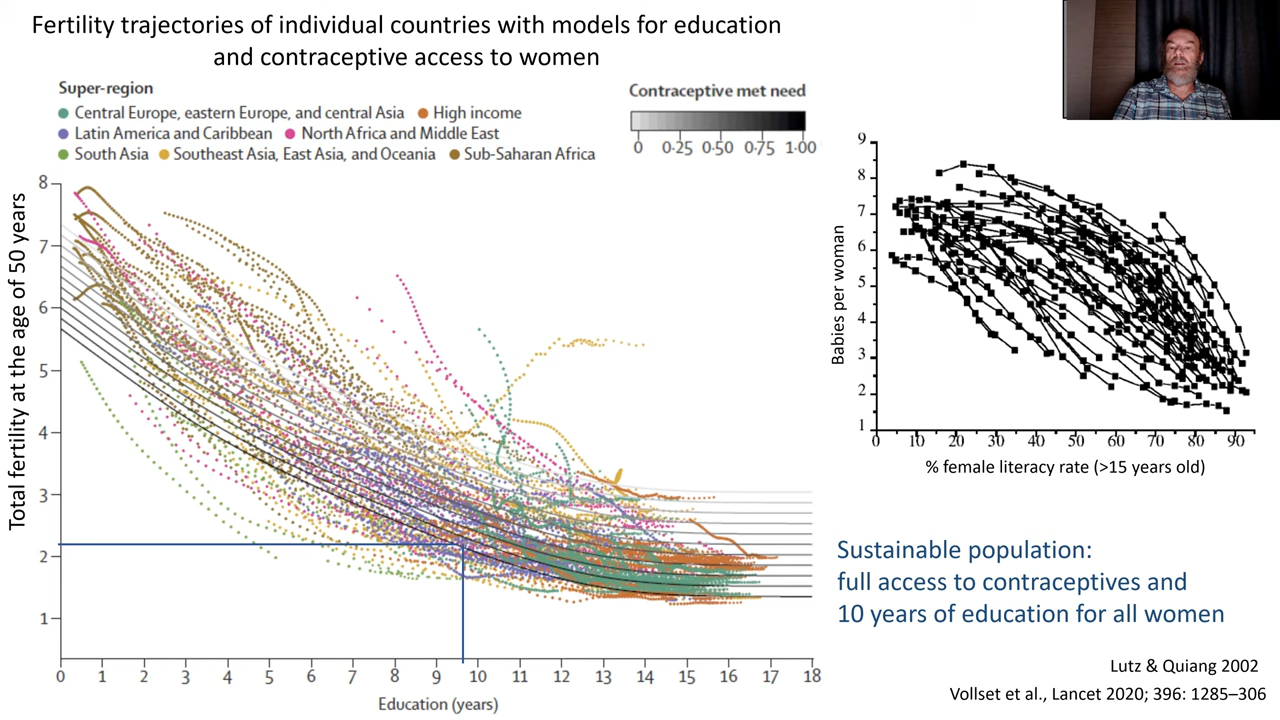 Fertility trajectories of individual countries with models for education
and contraceptive access to women
Super-region
Central Europe, eastern Europe, and central Asia High income
Latin America and Caribbean North Africa and Middle East
South Asia Southeast Asia, East Asia, and Oceania Sub-Saharan Africa
Contraceptive met need
0 0·25 0·50 0·75 1·00
Total fertility at the age of 50 years
8
7
6
5
4
3
2
1
0 1 2 3 4 5 6 7 8 9 10 11 12 13 14 15 16 17 18
Education (years)
Babies per woman
9
8
7
6
5
4
3
2
1
0 10 20 30 40 50 60 70 80 90
% female literacy rate (>15 years old)
Sustainable population:
full access to contraceptives and
10 years of education for all women
Lutz & Quiang 2002
Vollset et al., Lancet 2020; 396: 1285–306